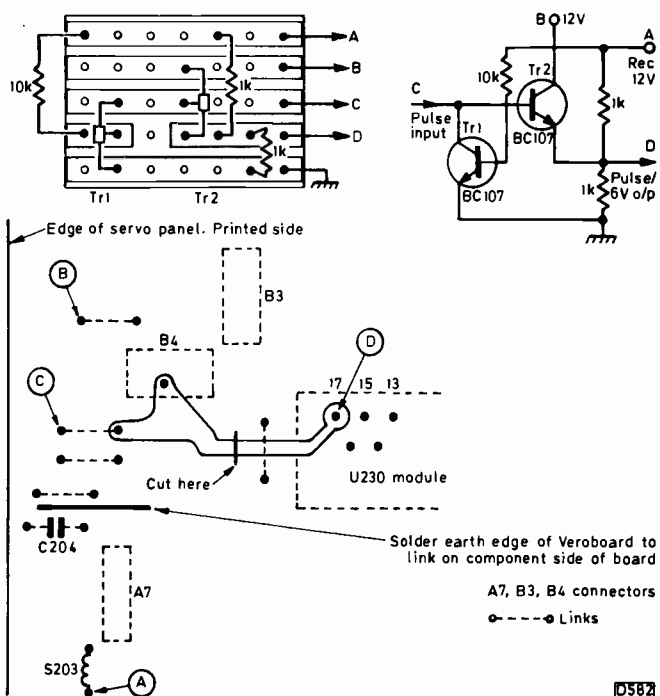 A
10k
B
1k
C
D
1k
Tr1
Tr2
B
12V
A
Rec
12V
10k
Tr2
1k
C
Pulse
input
Tr1
BC107
D
BC107
1k
Pulse/
6V o/p
Edge of servo panel. Printed side
B
B3
B4
D
C
17
15
13
Cut here
U230 module
C204
Solder earth edge of Veroboard to
link on component side of board
A7
A7, B3, B4 connectors
Links
S203
A
D582